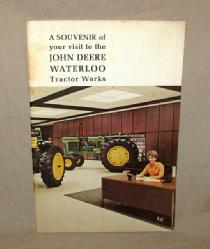 A SOUVENIR of
your visit to the
JOHN DEERE
WATERLOO
Tractor Works